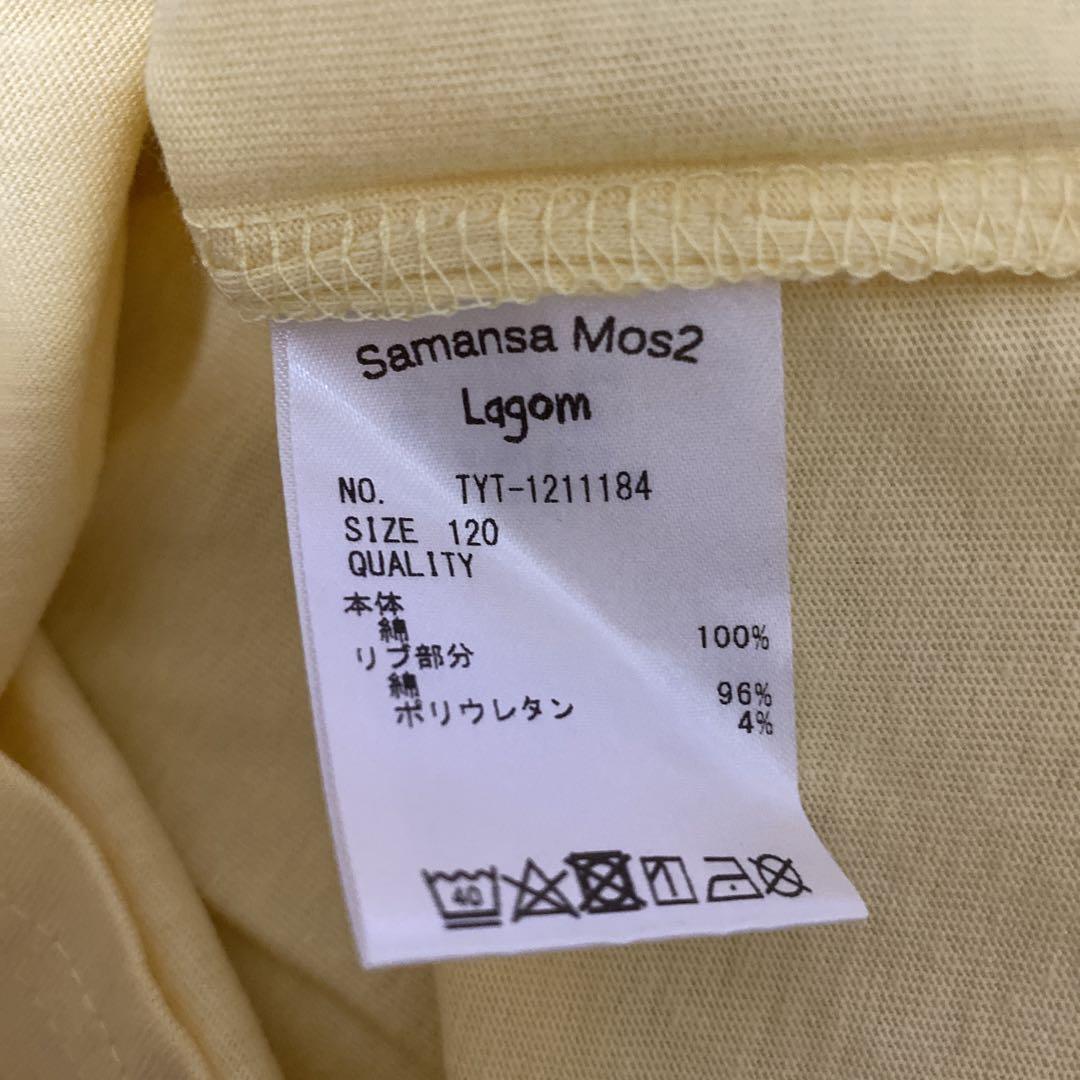 Samansa Mos2
Lagom
NO. TYT-1211184
SIZE 120
QUALITY
本体
綿 100%
リブ部分
綿 96%
ポリウレタン 4%
40